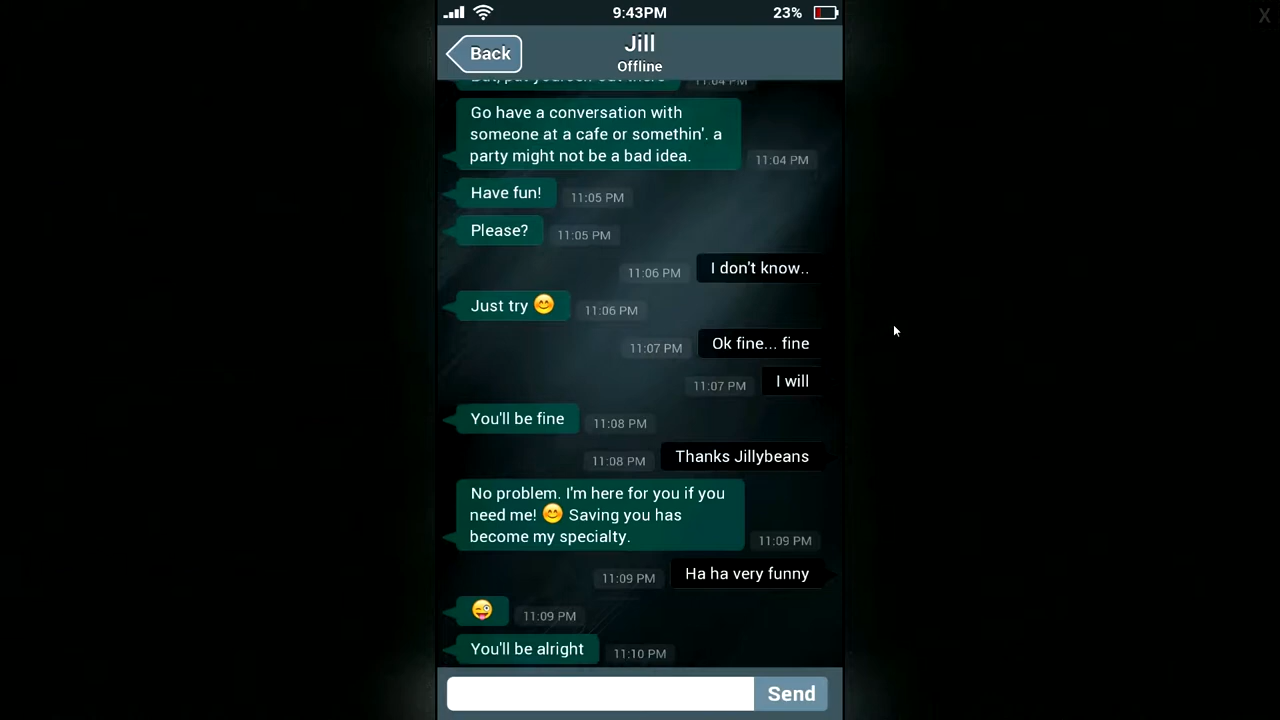 9:43PM
23%
X
Back
Jill
Offline
11:04 PM
Go have a conversation with
someone at a cafe or somethin'. a
party might not be a bad idea.
11:04 PM
Have fun!
11:05 PM
Please?
11:05 PM
I don't know..
11:06 PM
Just try 😊
11:06 PM
Ok fine... fine
11:07 PM
I will
11:07 PM
You'll be fine
11:08 PM
Thanks Jillybeans
11:08 PM
No problem. I'm here for you if you
need me! 😊 Saving you has
become my specialty.
11:09 PM
Ha ha very funny
11:09 PM
😜
11:09 PM
You'll be alright
11:10 PM
Send